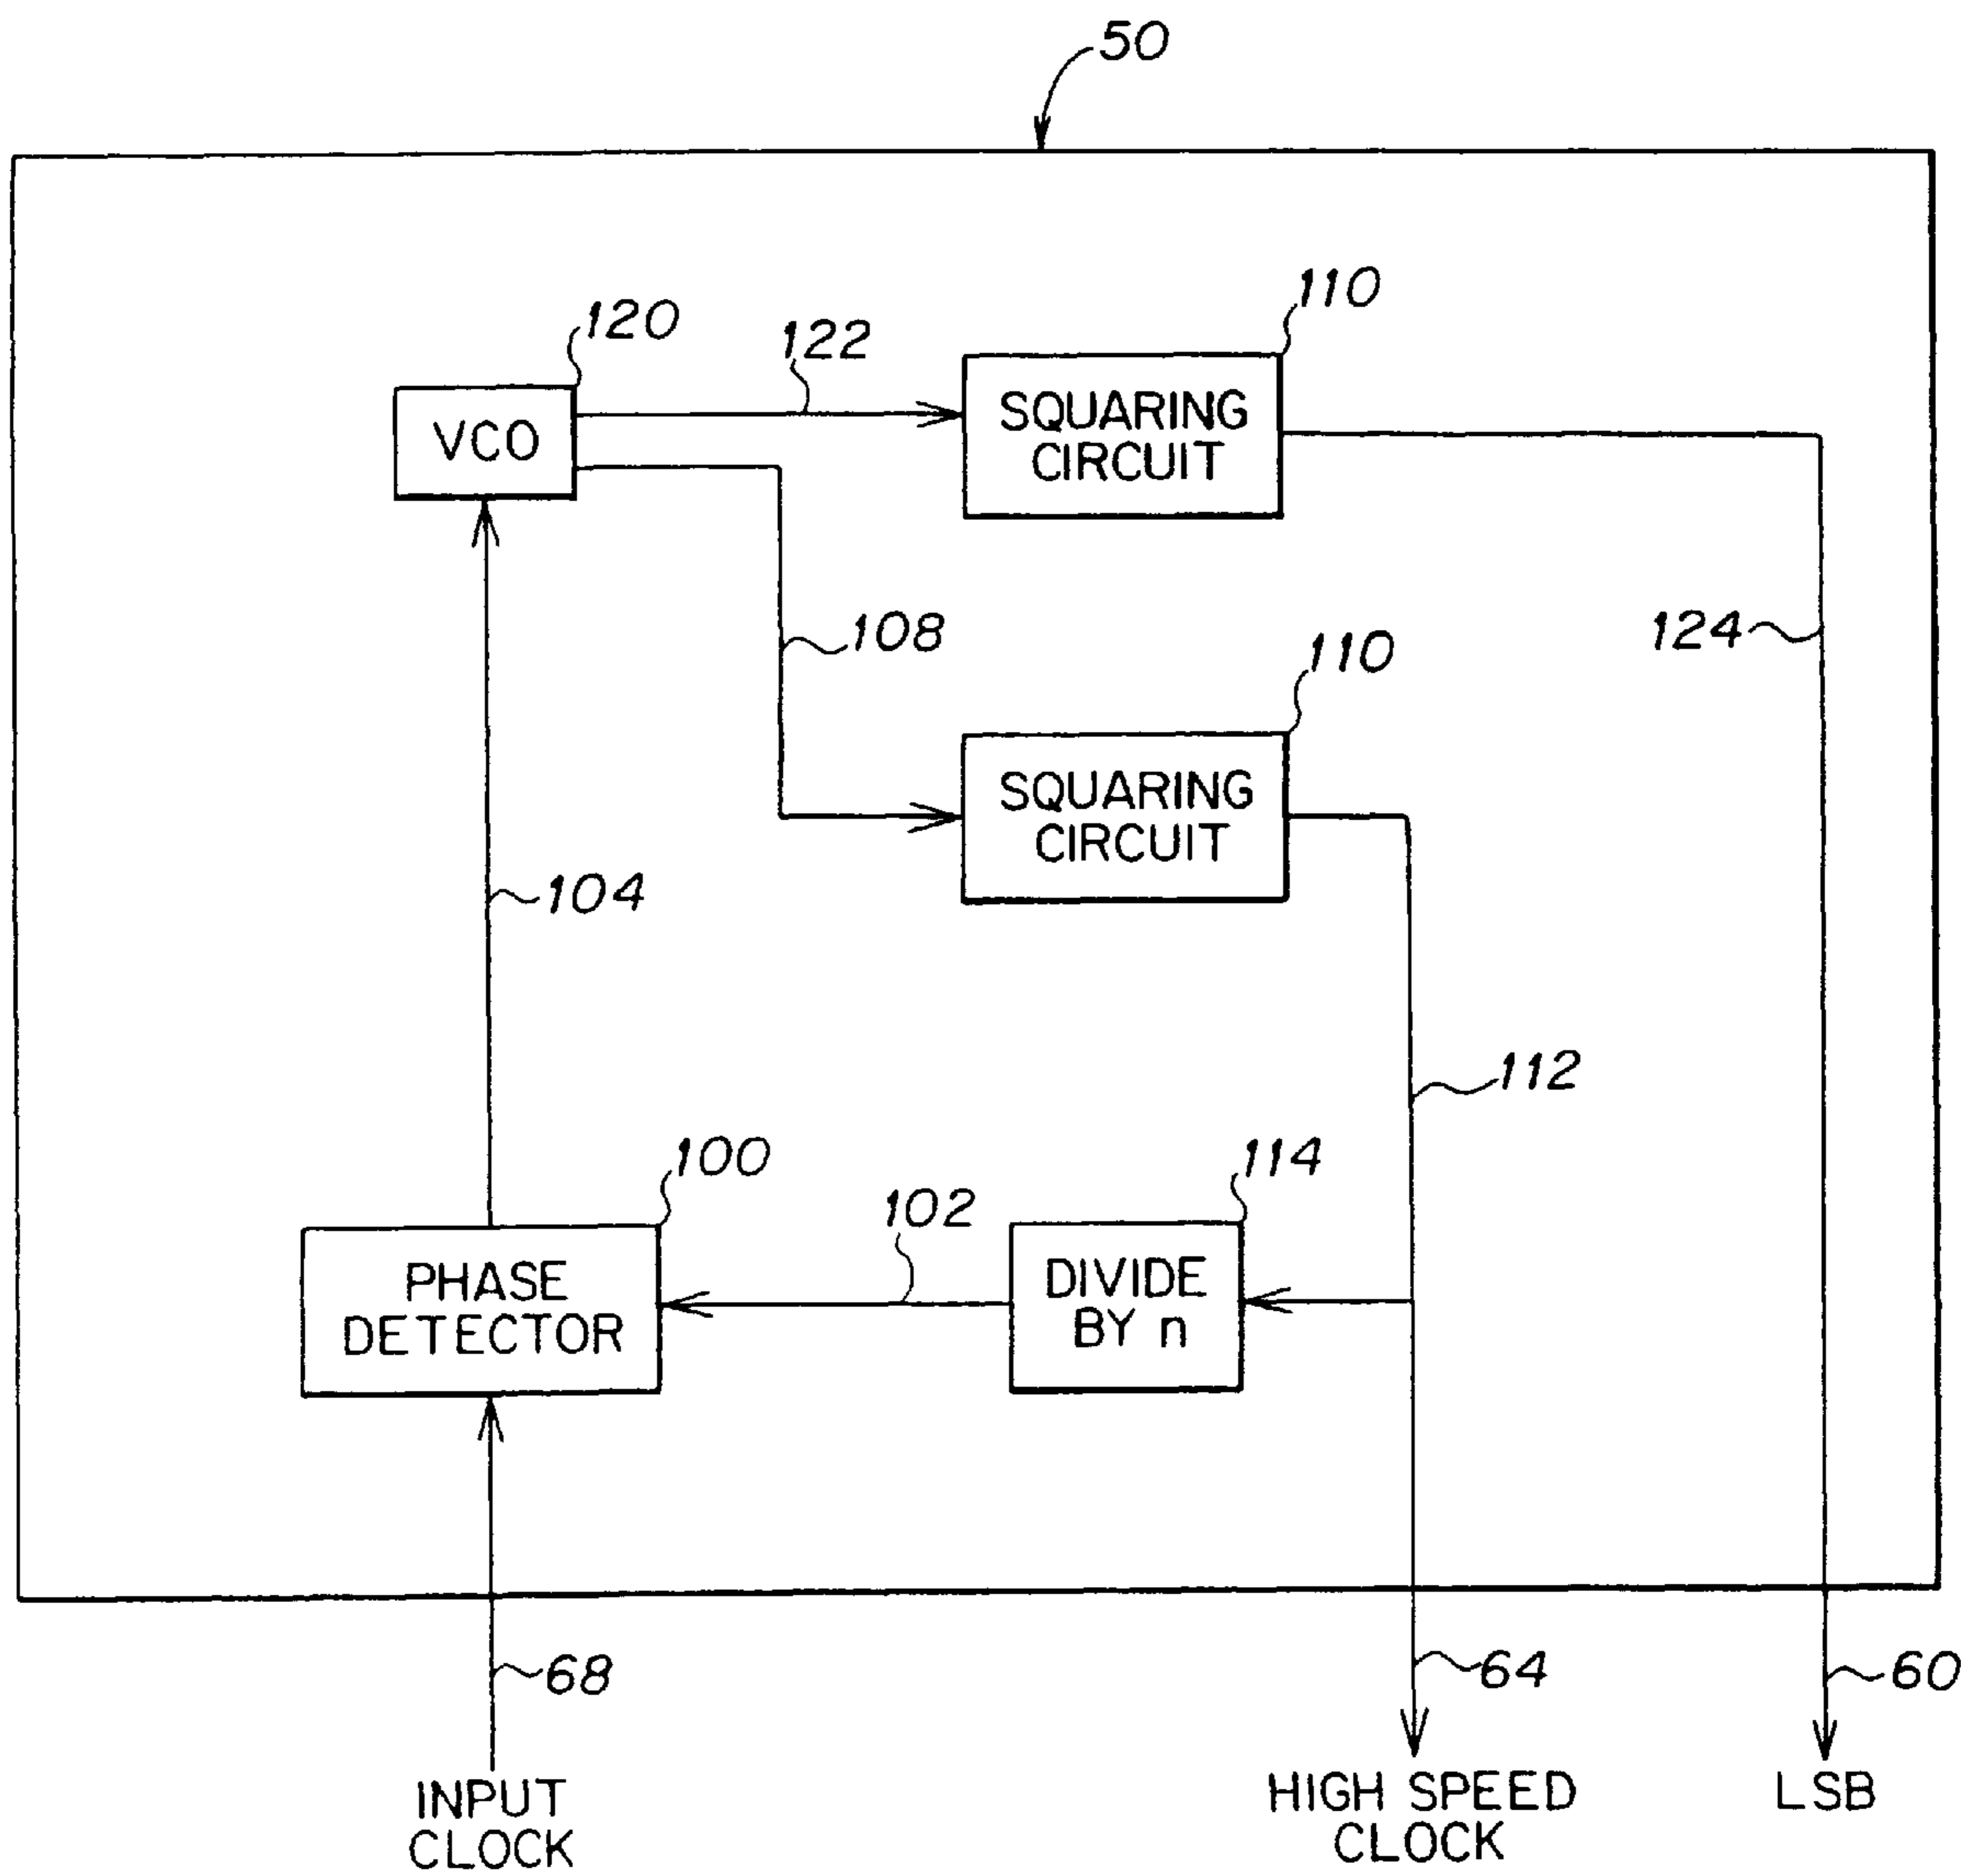 50
110
120
122
SQUARING
CIRCUIT
VCO
108
124
110
SQUARING
CIRCUIT
104
112
100
114
102
PHASE
DETECTOR
DIVIDE
BY n
68
64
60
INPUT
CLOCK
HIGH SPEED
CLOCK
LSB